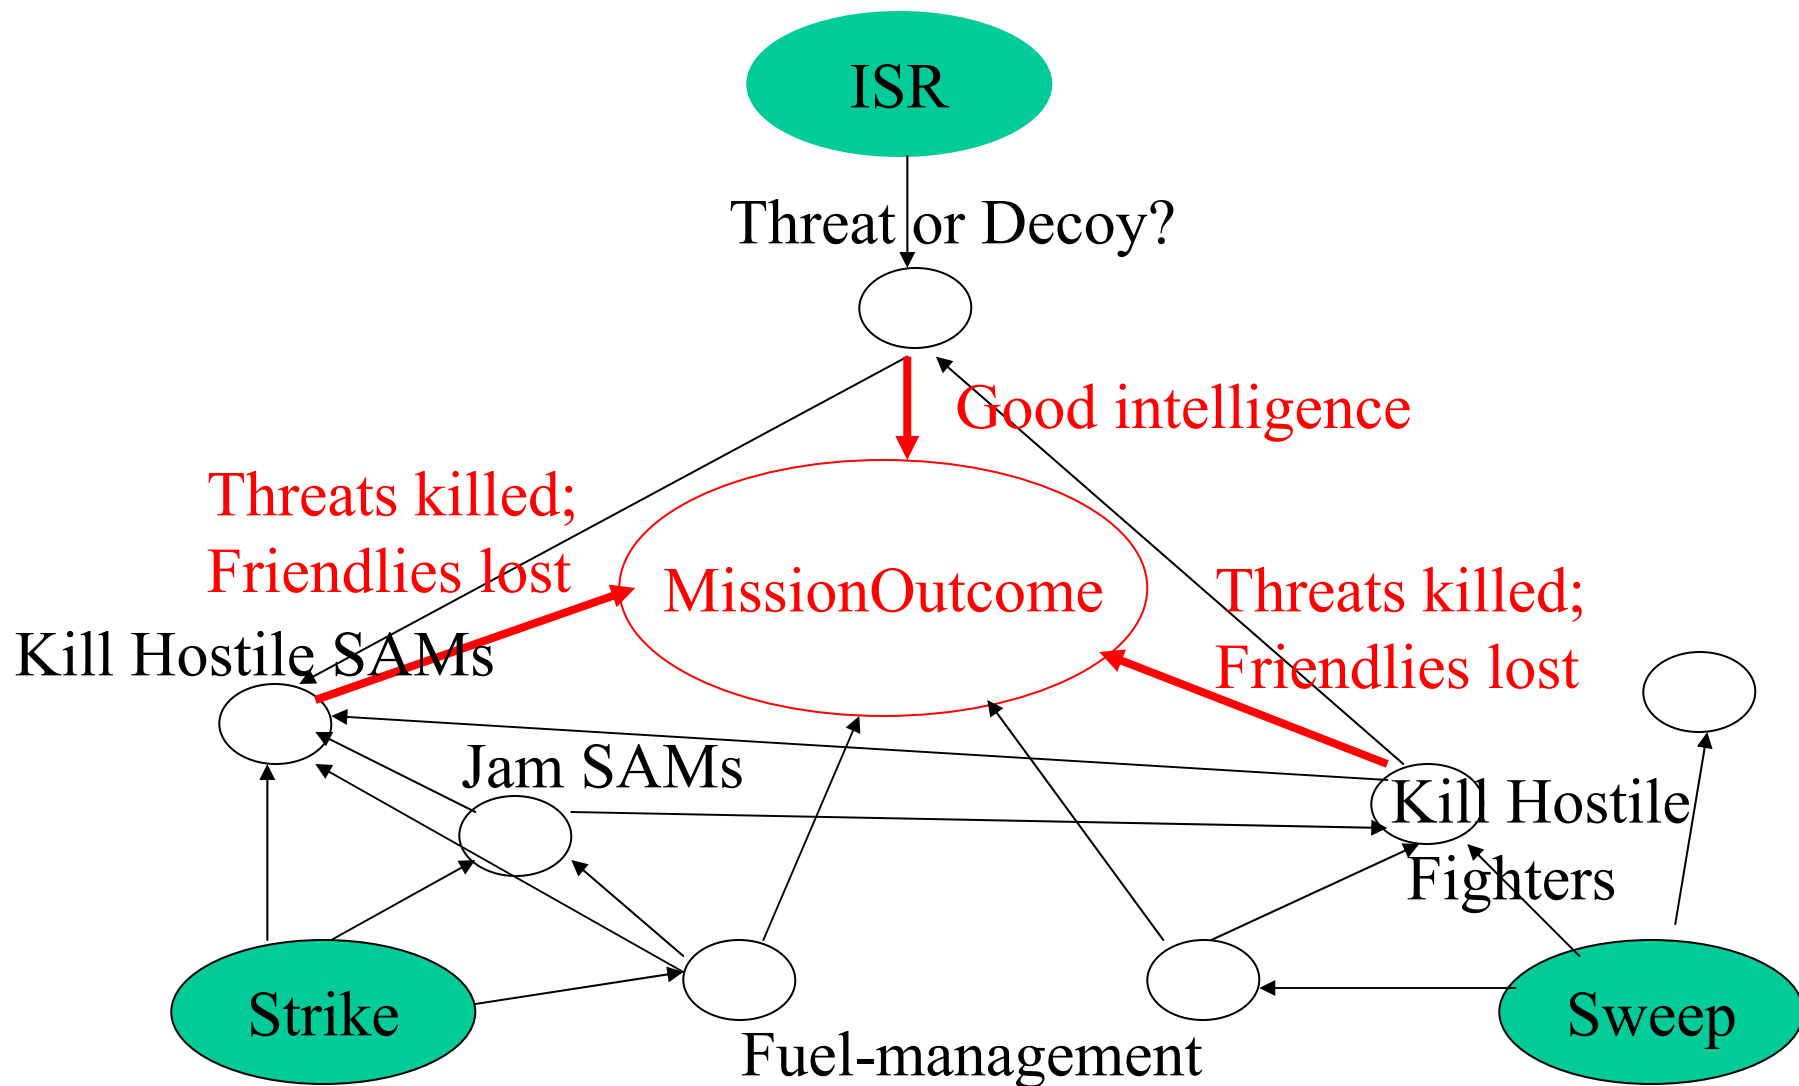 ISR
Threat or Decoy?
Good intelligence
Threats killed;
Friendlies lost
MissionOutcome
Threats killed;
Friendlies lost
Kill Hostile SAMs
Jam SAMs
Kill Hostile
Fighters
Strike
Sweep
Fuel-management